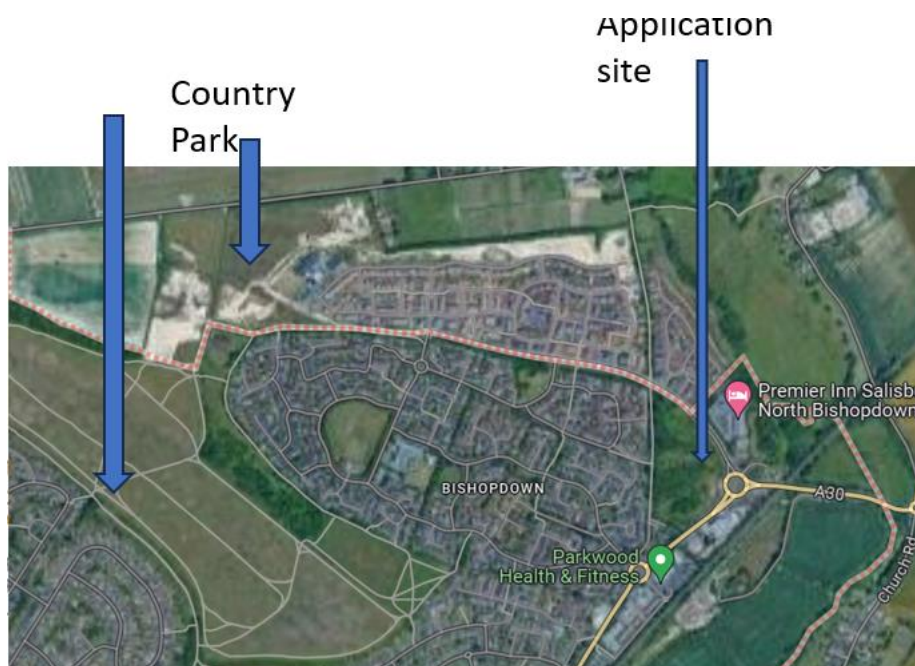 Application
site
Country
Park
Premier Inn Salisb
North Bishopdown
BISHOPDOWN
A30
Parkwood
Health & Fitness
Church Rd